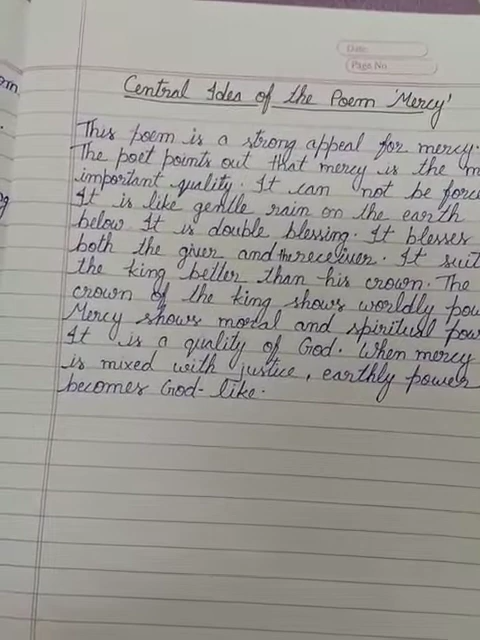 Date
Page No
Central Idea of the Poem 'Mercy'
This poem is a strong appeal for mercy.
The poet points out that mercy is the m
important quality. It can not be force
It is like gentle rain on the earth
below. It is double blessing. It blesses
both the giver and the receiver. It suit
the king better than his crown. The
crown of the king shows worldly pow
Mercy shows moral and spiritual pow
It is a quality of God. When mercy
is mixed with justice, earthly power
becomes God-like.